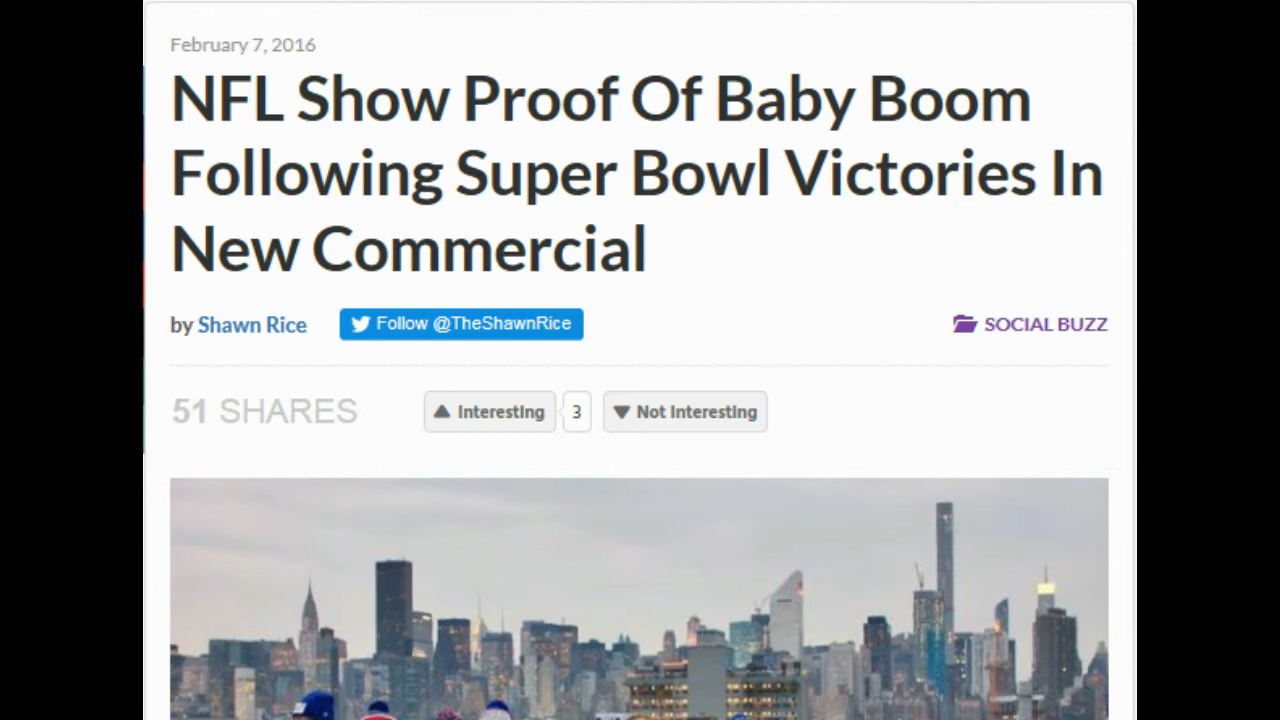 February 7, 2016
NFL Show Proof Of Baby Boom
Following Super Bowl Victories In
New Commercial
by Shawn Rice
Follow @TheShawnRice
SOCIAL BUZZ
51 SHARES
Interesting
3
Not Interesting